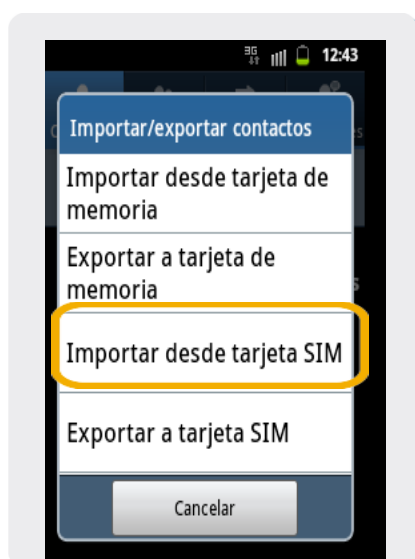 3G 12:43
Importar/exportar contactos
Importar desde tarjeta de
memoria
Exportar a tarjeta de
memoria
Importar desde tarjeta SIM
Exportar a tarjeta SIM
Cancelar